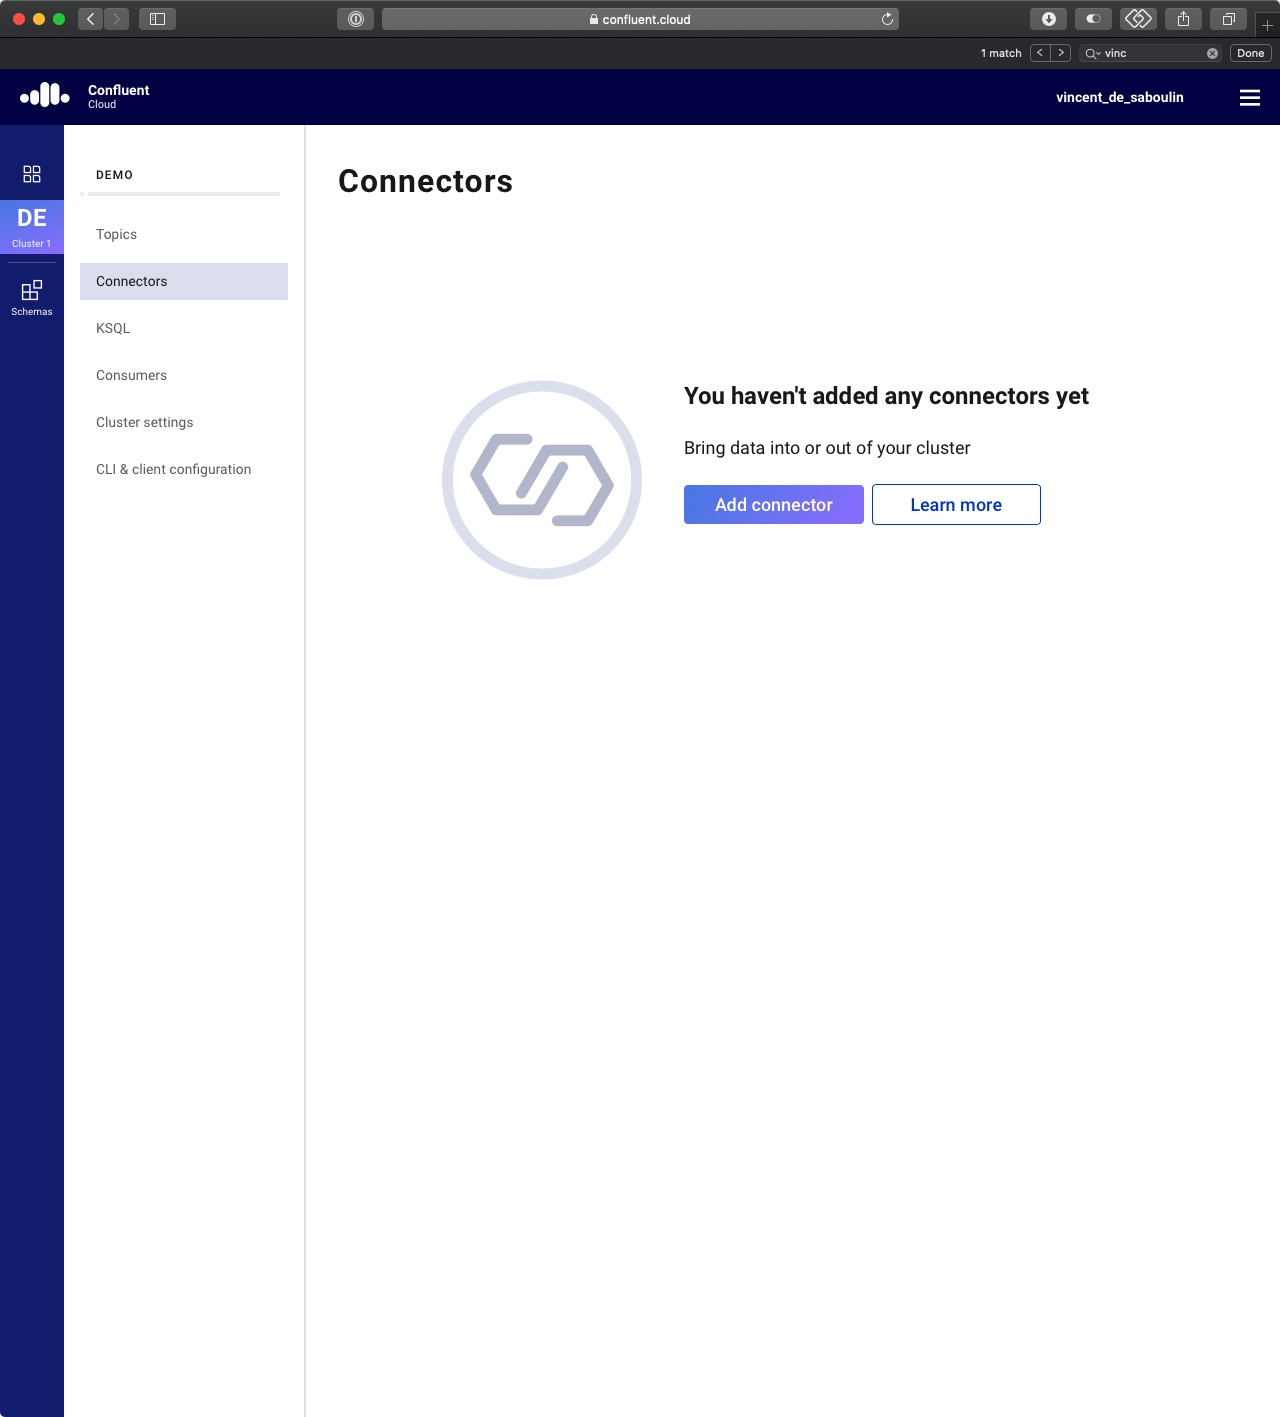 confluent.cloud
1 match
vinc
Done
Confluent
Cloud
vincent_de_saboulin
DE
Cluster 1
Schemas
DEMO
Topics
Connectors
KSQL
Consumers
Cluster settings
CLI & client configuration
Connectors
You haven't added any connectors yet
Bring data into or out of your cluster
Add connector
Learn more